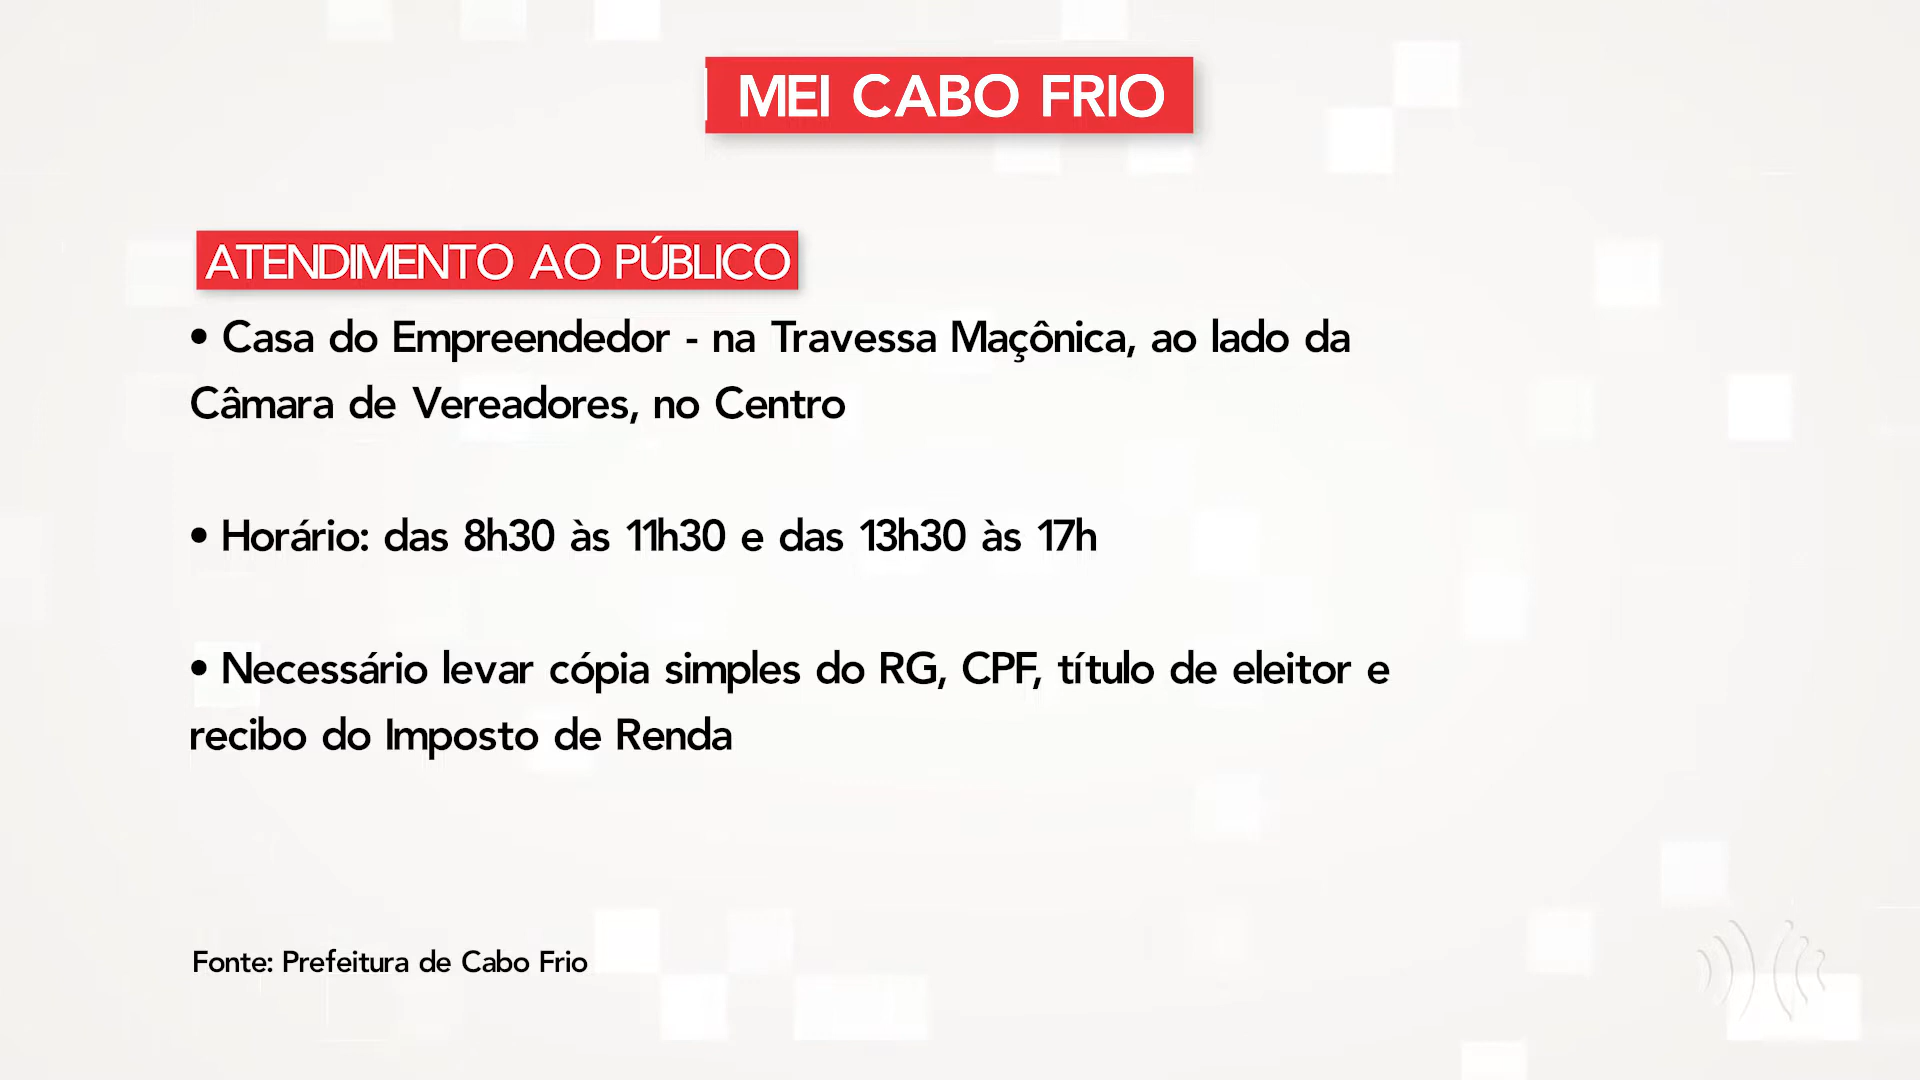 MEI CABO FRIO
ATENDIMENTO AO PÚBLICO
• Casa do Empreendedor - na Travessa Maçônica, ao lado da
Câmara de Vereadores, no Centro
• Horário: das 8h30 às 11h30 e das 13h30 às 17h
• Necessário levar cópia simples do RG, CPF, título de eleitor e
recibo do Imposto de Renda
Fonte: Prefeitura de Cabo Frio